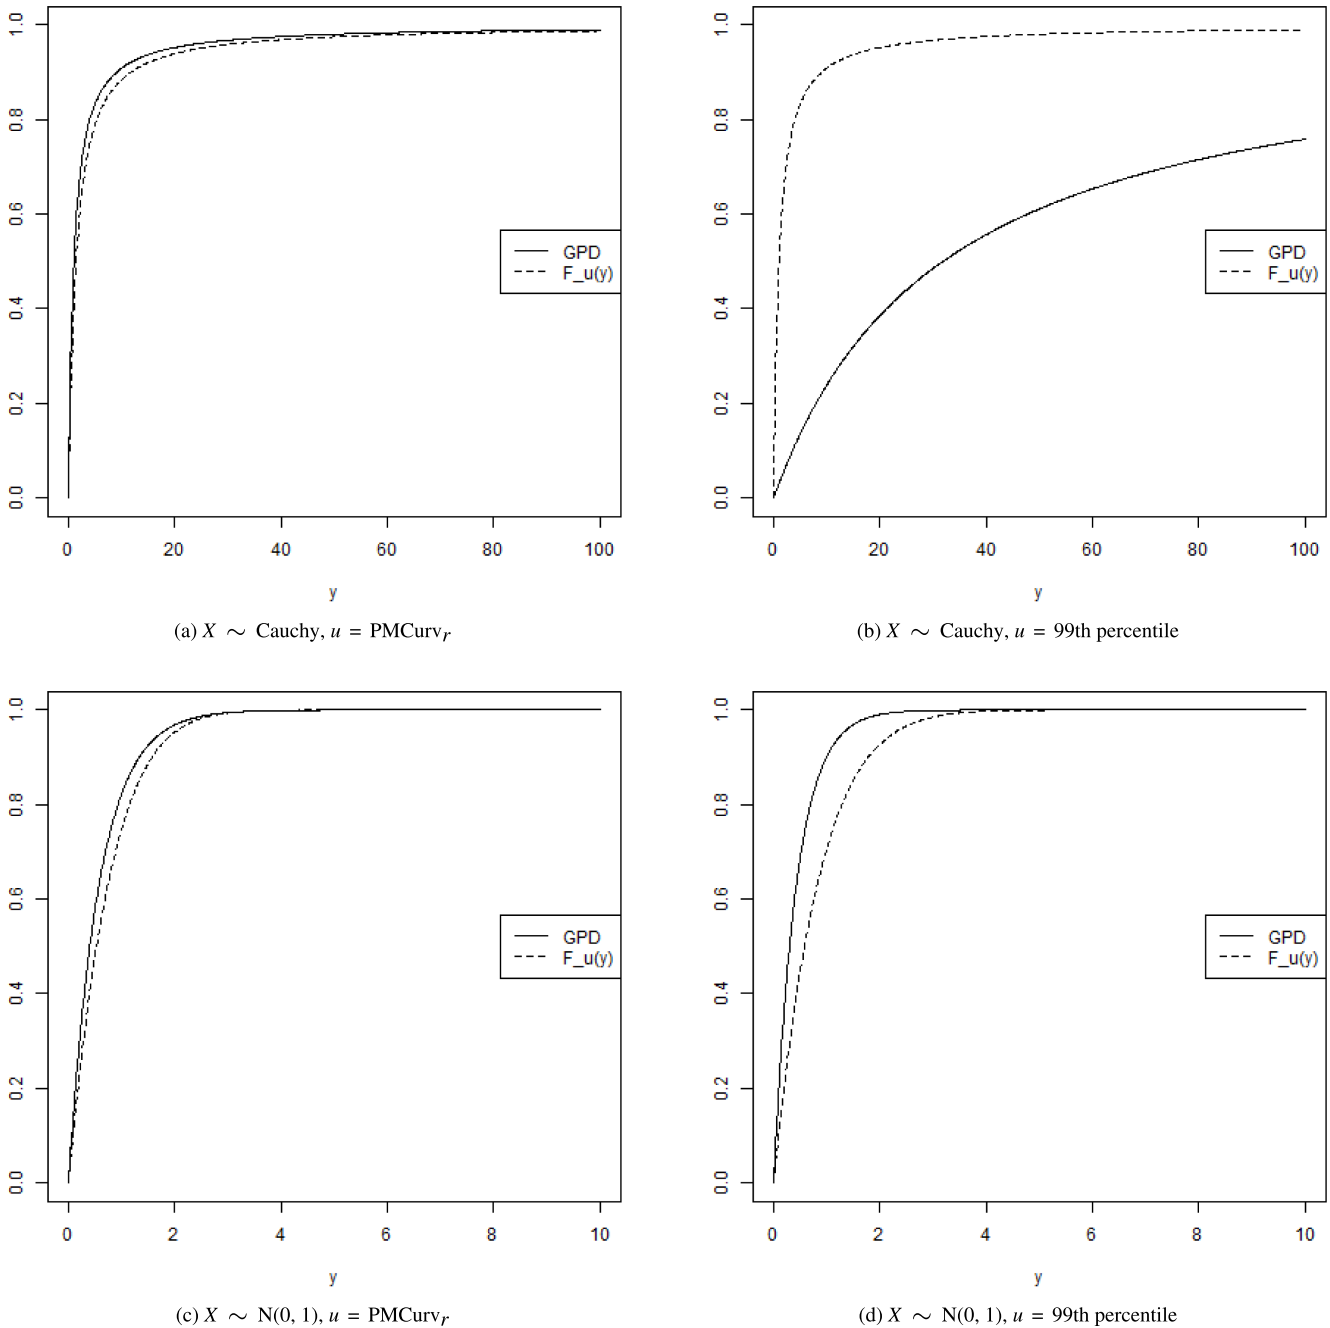 1.0
0.8
0.6
0.4
0.2
0.0
GPD
F_u(y)
0 20 40 60 80 100
y
(a) X ∼ Cauchy, u = PMCurv_r
1.0
0.8
0.6
0.4
0.2
0.0
GPD
F_u(y)
0 20 40 60 80 100
y
(b) X ∼ Cauchy, u = 99th percentile
1.0
0.8
0.6
0.4
0.2
0.0
GPD
F_u(y)
0 2 4 6 8 10
y
(c) X ∼ N(0, 1), u = PMCurv_r
1.0
0.8
0.6
0.4
0.2
0.0
GPD
F_u(y)
0 2 4 6 8 10
y
(d) X ∼ N(0, 1), u = 99th percentile